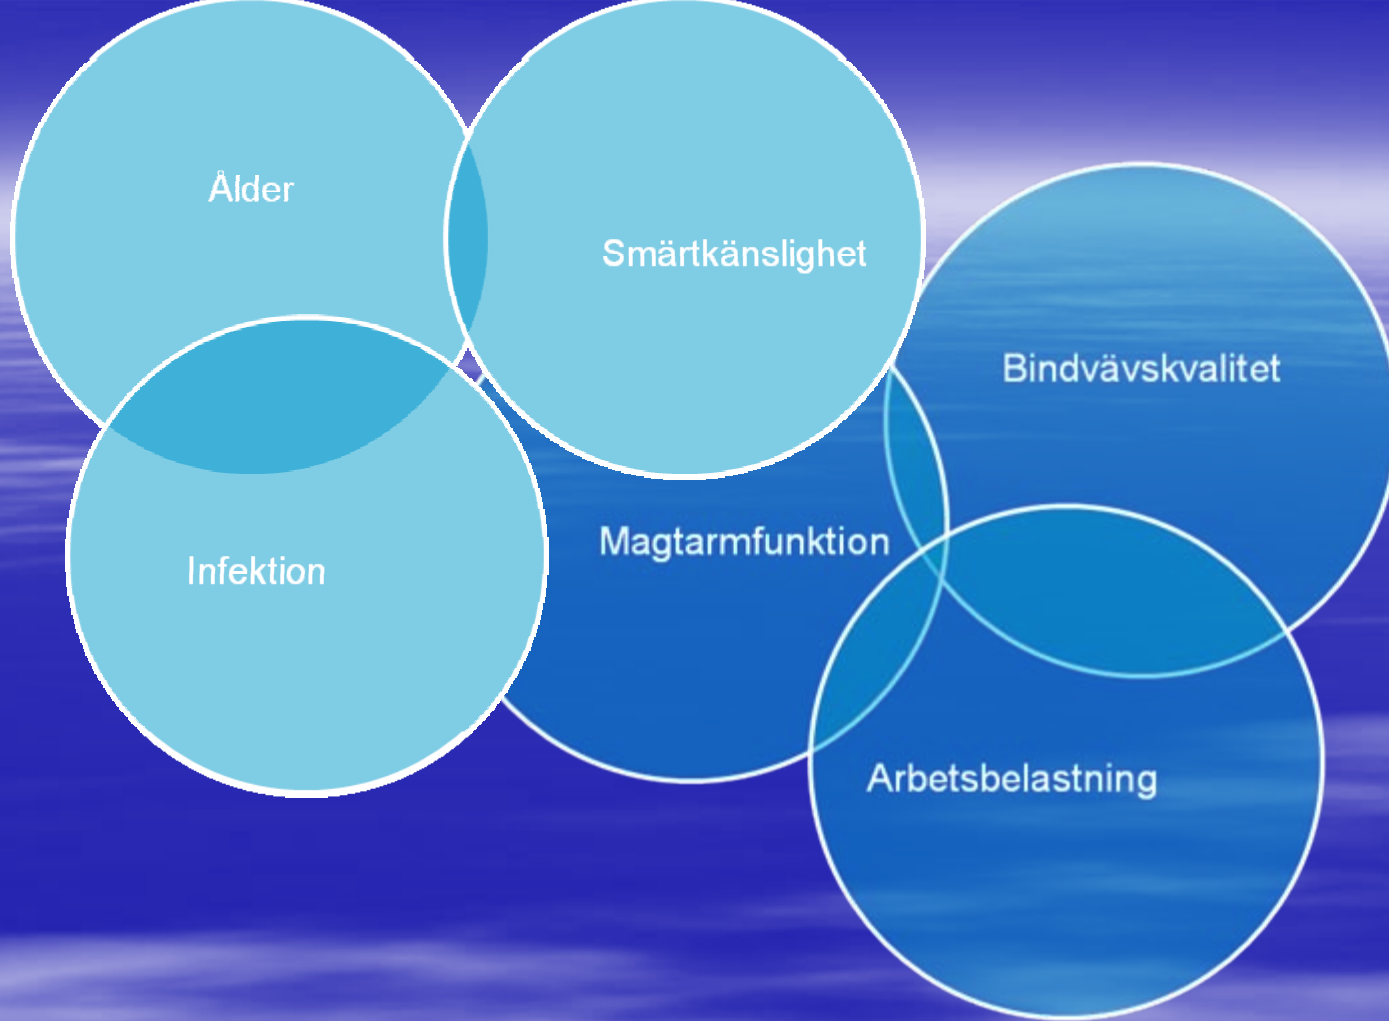 Ålder
Smärtkänslighet
Bindvävskvalitet
Magtarmfunktion
Infektion
Arbetsbelastning